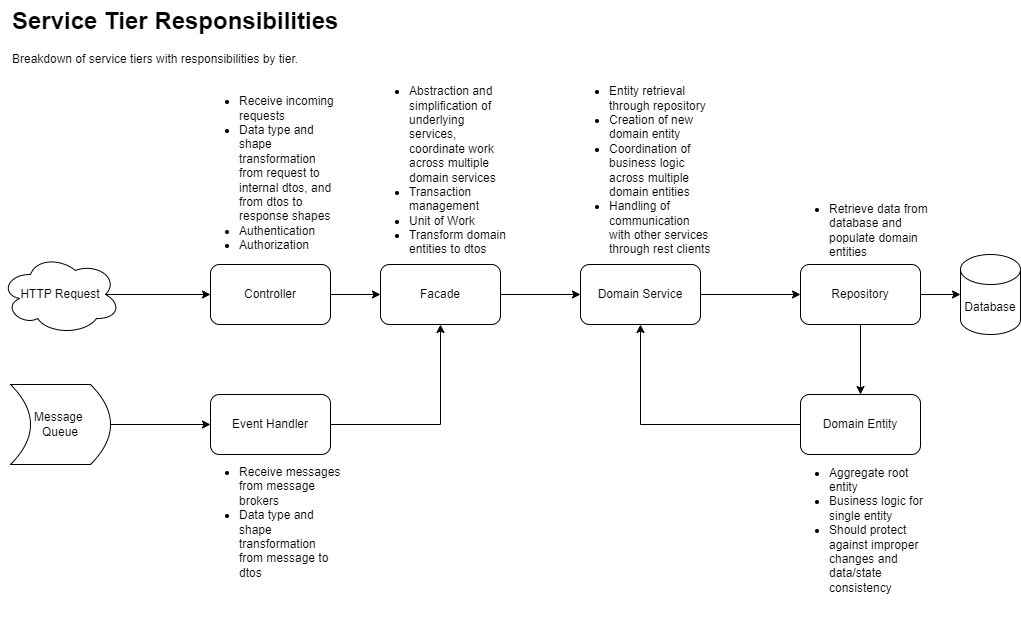 Service Tier Responsibilities
Breakdown of service tiers with responsibilities by tier.
• Receive incoming
requests
• Data type and
shape
transformation
from request to
internal dtos, and
from dtos to
response shapes
• Authentication
• Authorization
• Abstraction and
simplification of
underlying
services,
coordinate work
across multiple
domain services
• Transaction
management
• Unit of Work
• Transform domain
entities to dtos
• Entity retrieval
through repository
• Creation of new
domain entity
• Coordination of
business logic
across multiple
domain entities
• Handling of
communication
with other services
through rest clients
• Retrieve data from
database and
populate domain
entities
HTTP Request
Controller
Facade
Domain Service
Repository
Database
Message
Queue
Event Handler
Domain Entity
• Receive messages
from message
brokers
• Data type and
shape
transformation
from message to
dtos
• Aggregate root
entity
• Business logic for
single entity
• Should protect
against improper
changes and
data/state
consistency